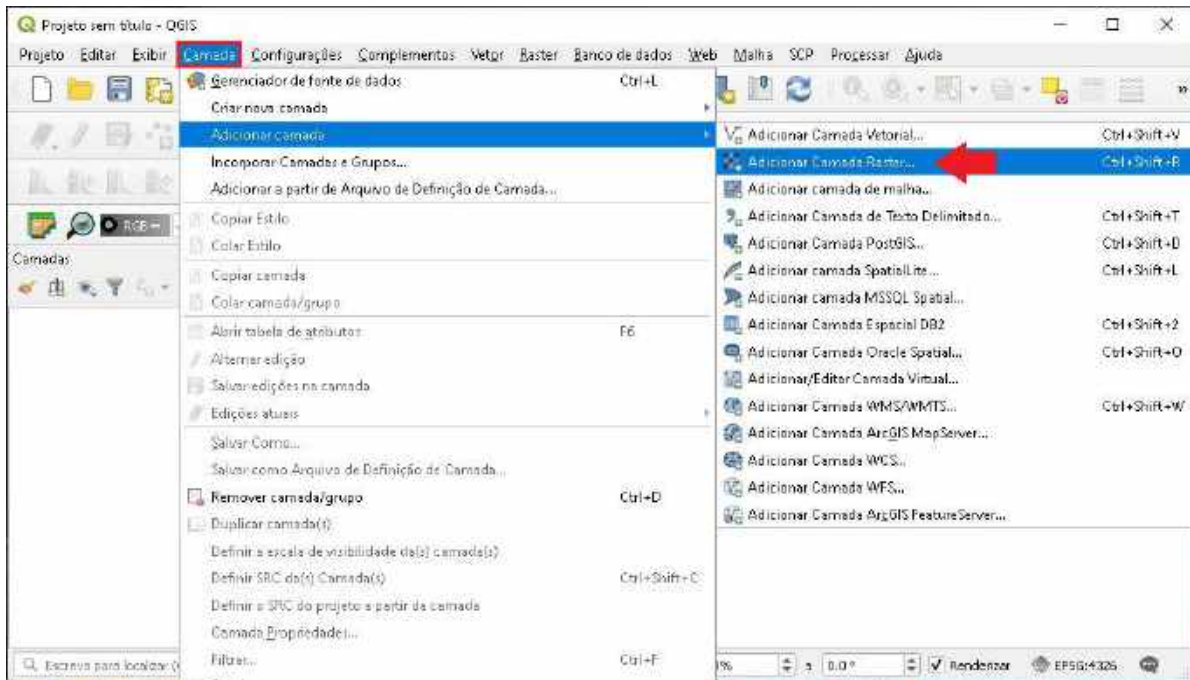 Projeto sem título - QGIS
Projeto Editar Exibir Camada Configurações Complementos Vetor Raster Banco de dados Web Malha SCP Processar Ajuda
Gerenciador de fonte de dados Ctrl+L
Criar nova camada
Adicionar camada
Incorporar Camadas e Grupos...
Adicionar a partir de Arquivo de Definição de Camada...
Copiar Estilo
Colar Estilo
Copiar camada
Colar camada/grupo
Abrir tabela de atributos F6
Alternar edição
Salvar edições na camada
Edições atuais
Salvar Como...
Salvar como Arquivo de Definição de Camada...
Remover camada/grupo Ctrl+D
Duplicar camada(s)
Definir a escala de visibilidade da(s) camada(s)
Definir SRC da(s) Camada(s) Ctrl+Shift+C
Definir o SRC do projeto a partir da camada
Camada Propriedades...
Filtrar... Ctrl+F
Adicionar Camada Vetorial... Ctrl+Shift+V
Adicionar Camada Raster... Ctrl+Shift+R
Adicionar camada de malha...
Adicionar Camada de Texto Delimitado... Ctrl+Shift+T
Adicionar Camada PostGIS... Ctrl+Shift+D
Adicionar camada SpatiaLite... Ctrl+Shift+L
Adicionar camada MSSQL Spatial...
Adicionar Camada Espacial DB2 Ctrl+Shift+2
Adicionar Camada Oracle Spatial... Ctrl+Shift+O
Adicionar/Editar Camada Virtual...
Adicionar Camada WMS/WMTS... Ctrl+Shift+W
Adicionar Camada ArcGIS MapServer...
Adicionar Camada WCS...
Adicionar Camada WFS...
Adicionar Camada ArcGIS FeatureServer...
RGB =
Camadas
Escreva para localizar (
0,0 °
Renderizar
EPSG:4326